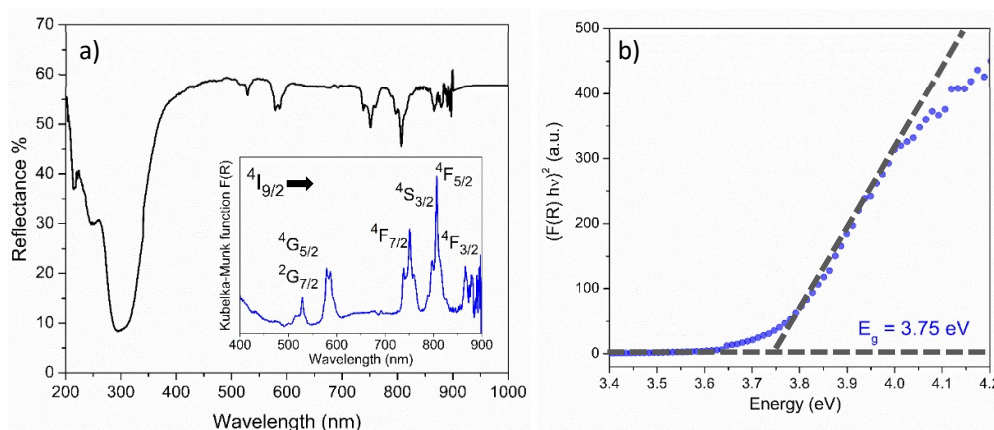 a)
Reflectance %
70
60
50
40
30
20
10
0
200 300 400 500 600 700 800 900 1000
Wavelength (nm)
Kubelka-Munk function F(R)
⁴I₉/₂
⁴G₅/₂
²G₇/₂
⁴F₇/₂
⁴S₃/₂
⁴F₅/₂
⁴F₃/₂
400 500 600 700 800 900
Wavelength (nm)
b)
(F(R) hν)² (a.u.)
500
400
300
200
100
0
E_g = 3.75 eV
3.4 3.5 3.6 3.7 3.8 3.9 4.0 4.1 4.2
Energy (eV)